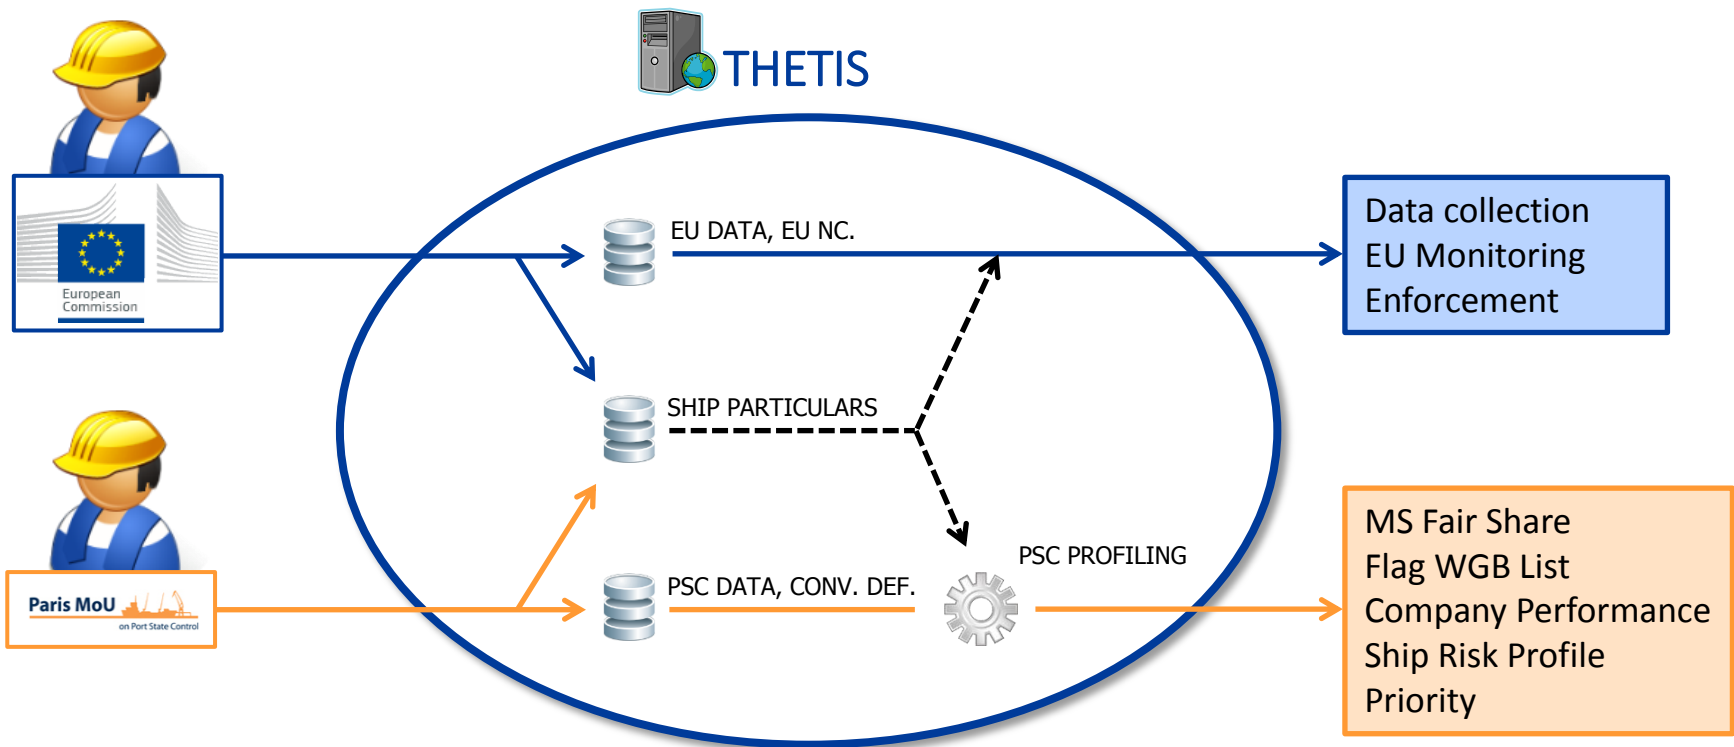 THETIS
EU DATA, EU NC.
European
Commission
Data collection
EU Monitoring
Enforcement
SHIP PARTICULARS
PSC PROFILING
PSC DATA, CONV. DEF.
Paris MoU
on Port State Control
MS Fair Share
Flag WGB List
Company Performance
Ship Risk Profile
Priority